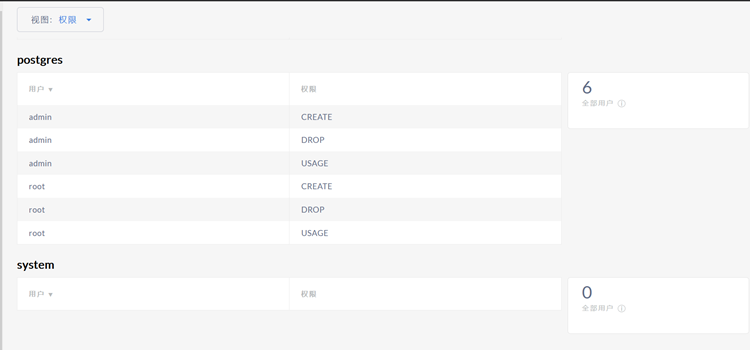 视图: 权限
postgres
用户 ▼ 权限
admin CREATE
admin DROP
admin USAGE
root CREATE
root DROP
root USAGE
6
全部用户
system
用户 ▼ 权限
0
全部用户